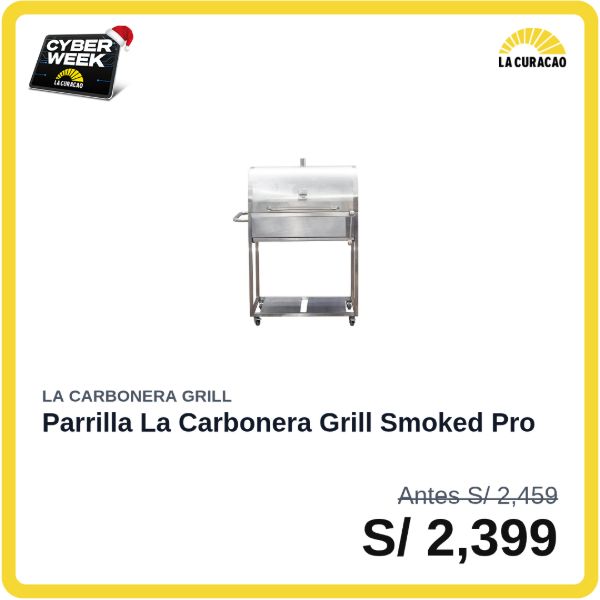 CYBER
WEEK
LA CURACAO
LA CURACAO
LA CARBONERA GRILL
Parrilla La Carbonera Grill Smoked Pro
Antes S/ 2,459
S/ 2,399